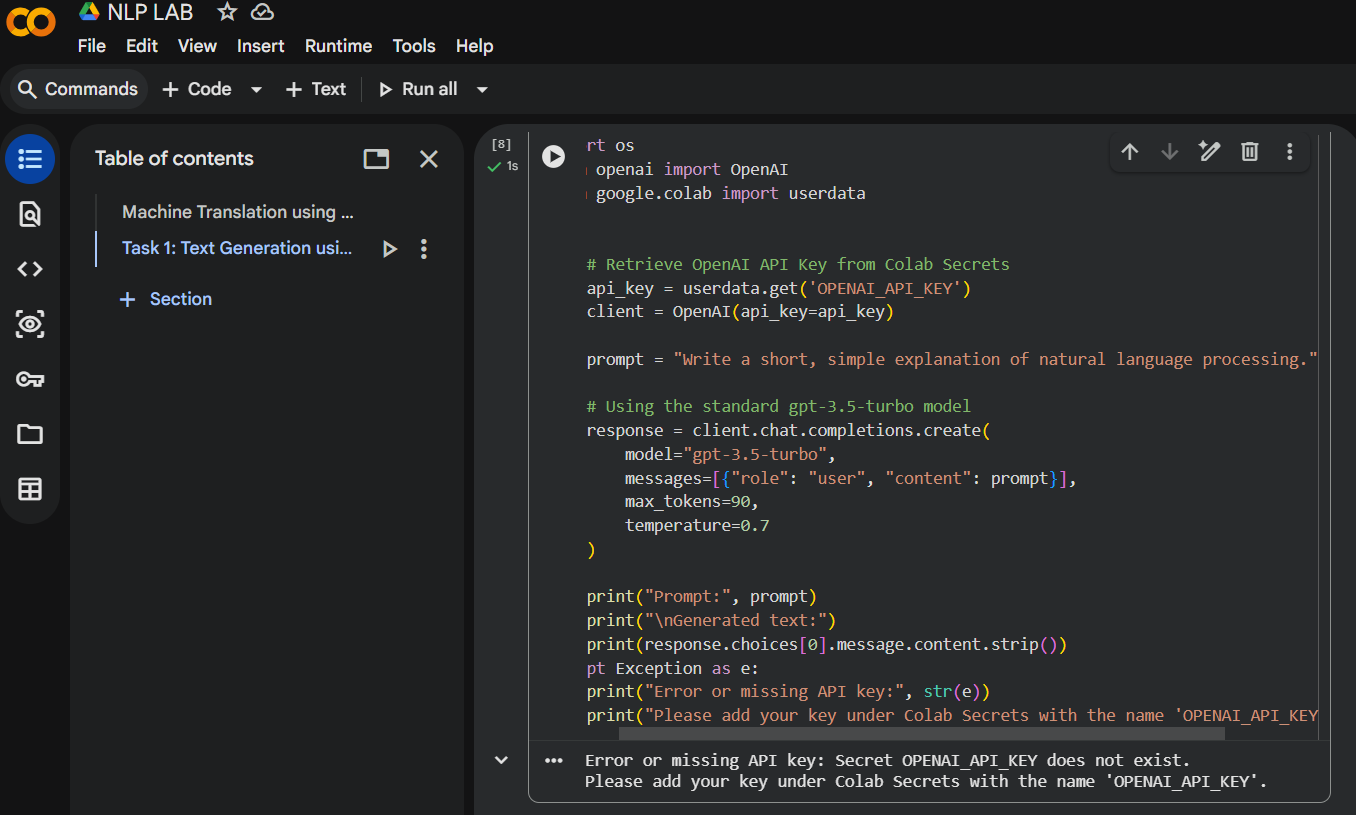 NLP LAB
File Edit View Insert Runtime Tools Help
Commands + Code + Text Run all
Table of contents
Machine Translation using ...
Task 1: Text Generation usi...
+ Section
[8]
1s
rt os
openai import OpenAI
google.colab import userdata
# Retrieve OpenAI API Key from Colab Secrets
api_key = userdata.get('OPENAI_API_KEY')
client = OpenAI(api_key=api_key)
prompt = "Write a short, simple explanation of natural language processing."
# Using the standard gpt-3.5-turbo model
response = client.chat.completions.create(
model="gpt-3.5-turbo",
messages=[{"role": "user", "content": prompt}],
max_tokens=90,
temperature=0.7
)
print("Prompt:", prompt)
print("\nGenerated text:")
print(response.choices[0].message.content.strip())
pt Exception as e:
print("Error or missing API key:", str(e))
print("Please add your key under Colab Secrets with the name 'OPENAI_API_KEY
Error or missing API key: Secret OPENAI_API_KEY does not exist.
Please add your key under Colab Secrets with the name 'OPENAI_API_KEY'.